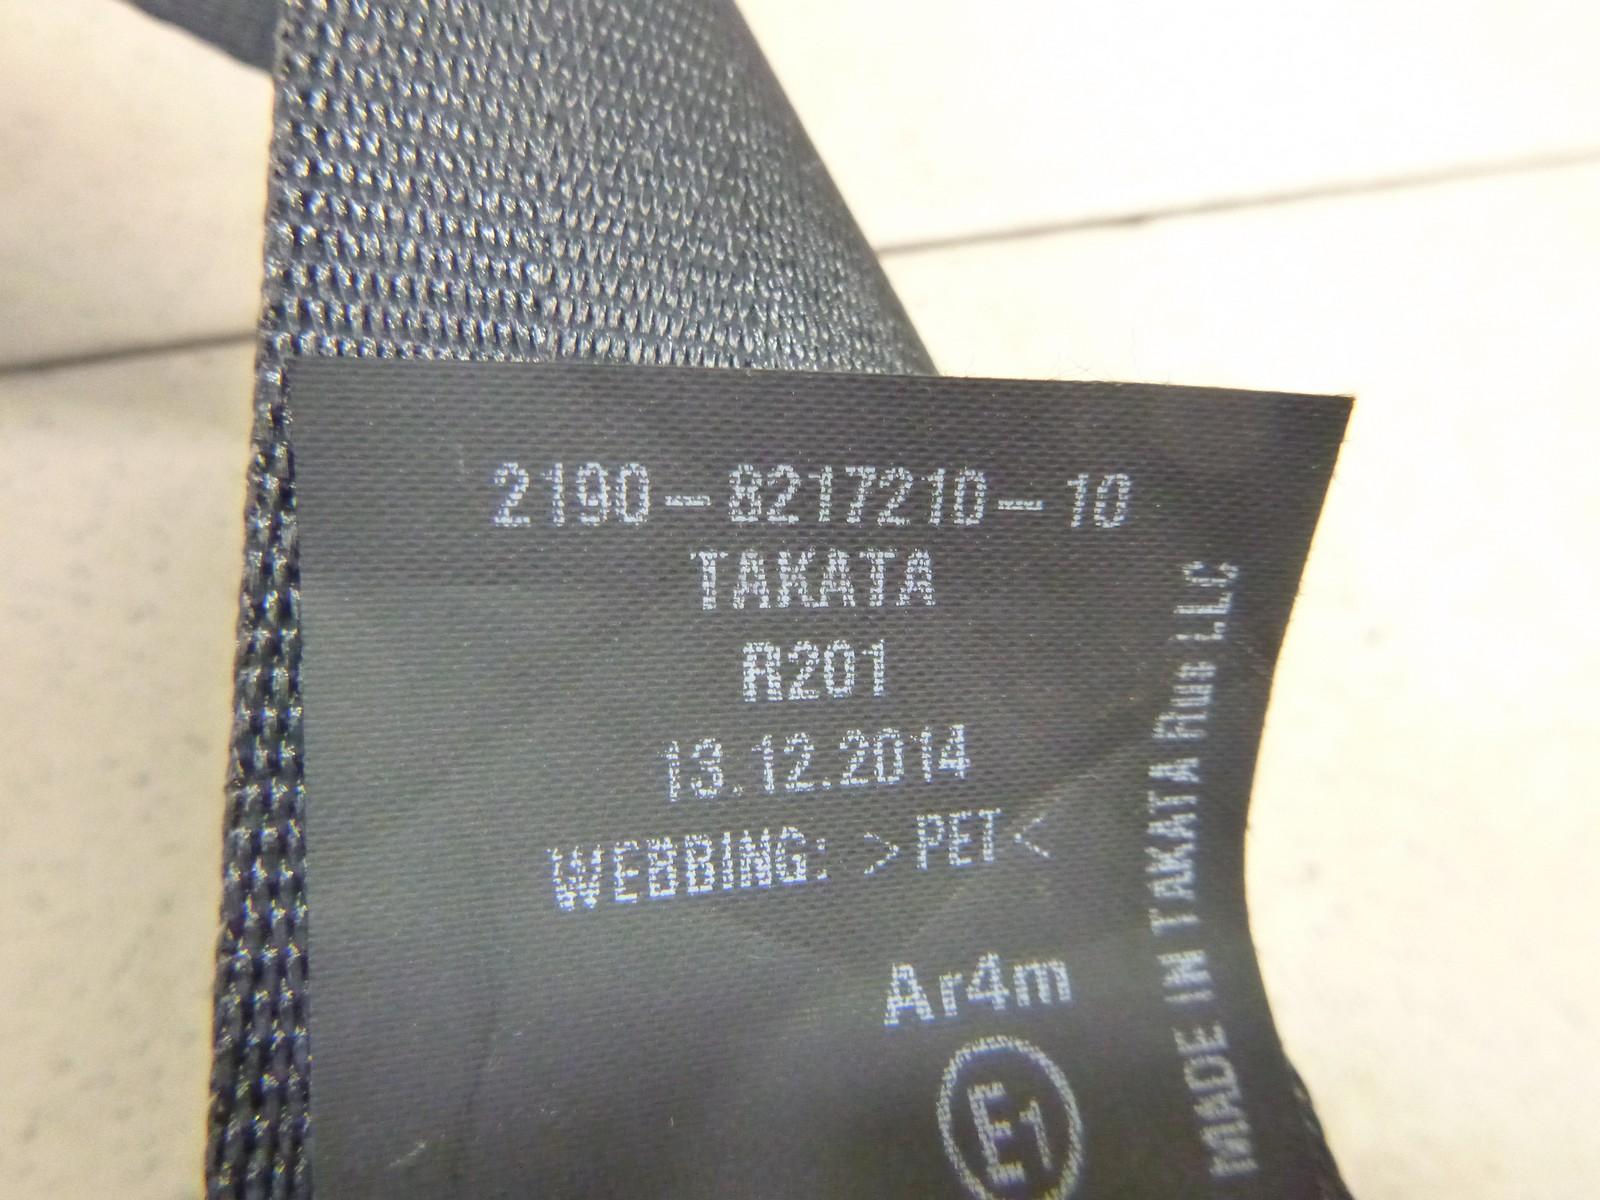 2190-8217210-10
TAKATA
R201
13.12.2014
WEBBING: >PET<
Ar4m
E1
MADE IN TAKATA Rus LLC